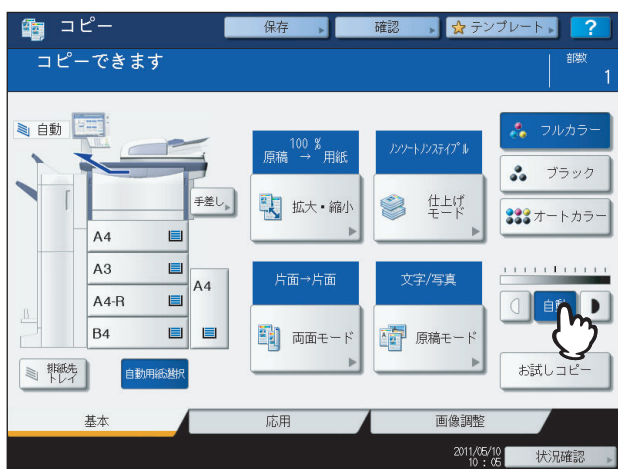 コピー
保存
確認
テンプレート
?
コピーできます
部数
1
自動
手差し
A4
A3
A4-R
B4
A4
排紙先
トレイ
自動用紙選択
100 %
原稿 → 用紙
拡大・縮小
ノンソートノンステイプル
仕上げ
モード
片面→片面
両面モード
文字/写真
原稿モード
フルカラー
ブラック
オートカラー
自動
お試しコピー
基本
応用
画像調整
2011/05/10
10 : 05
状況確認